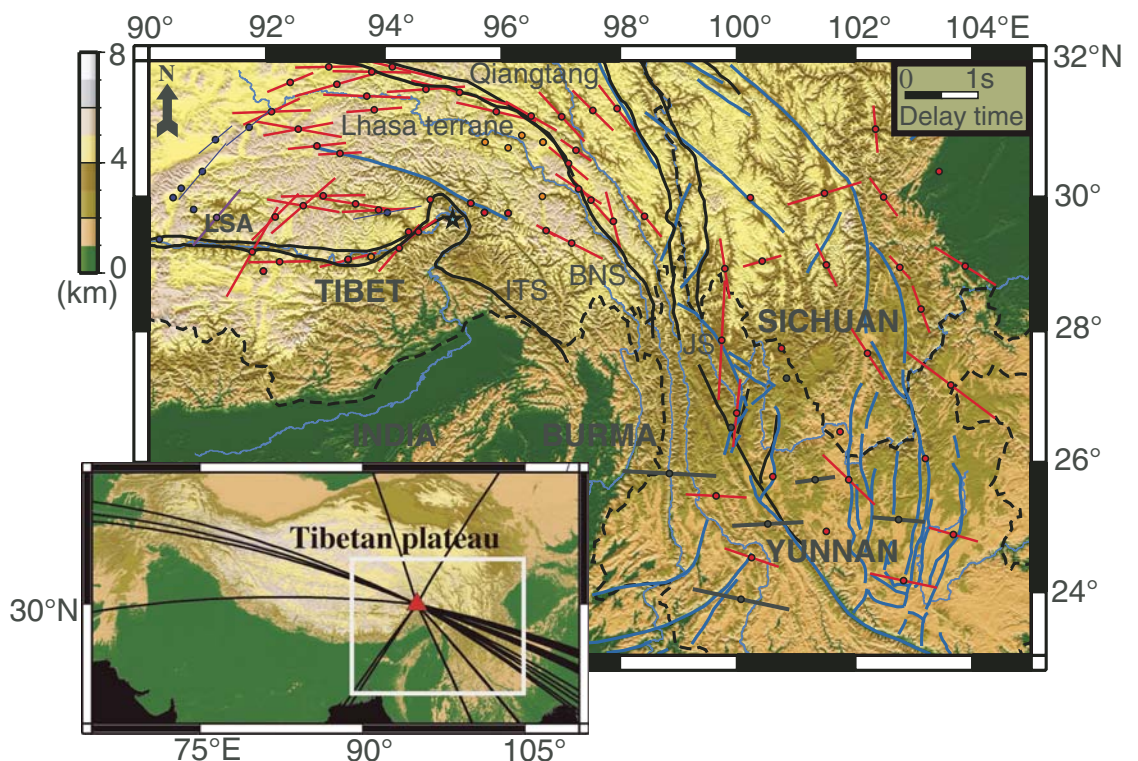 90° 92° 94° 96° 98° 100° 102° 104°E
8
4
0
(km)
N
Qiangtang
Lhasa terrane
LSA
TIBET
ITS
BNS
JS
SICHUAN
INDIA
BURMA
YUNNAN
0 1s
Delay time
32°N
30°
28°
26°
24°
Tibetan plateau
30°N
75°E 90° 105°